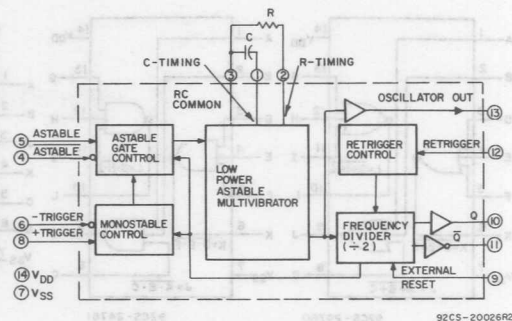 R
C
C-TIMING
R-TIMING
3
1
2
RC
COMMON
OSCILLATOR OUT
13
5
ASTABLE
4
ASTABLE
ASTABLE
GATE
CONTROL
LOW
POWER
ASTABLE
MULTIVIBRATOR
RETRIGGER
CONTROL
RETRIGGER
12
6
-TRIGGER
8
+TRIGGER
MONOSTABLE
CONTROL
FREQUENCY
DIVIDER
(÷2)
Q
10
Q̅
11
EXTERNAL
RESET
9
14 VDD
7 VSS
92CS-20026R2